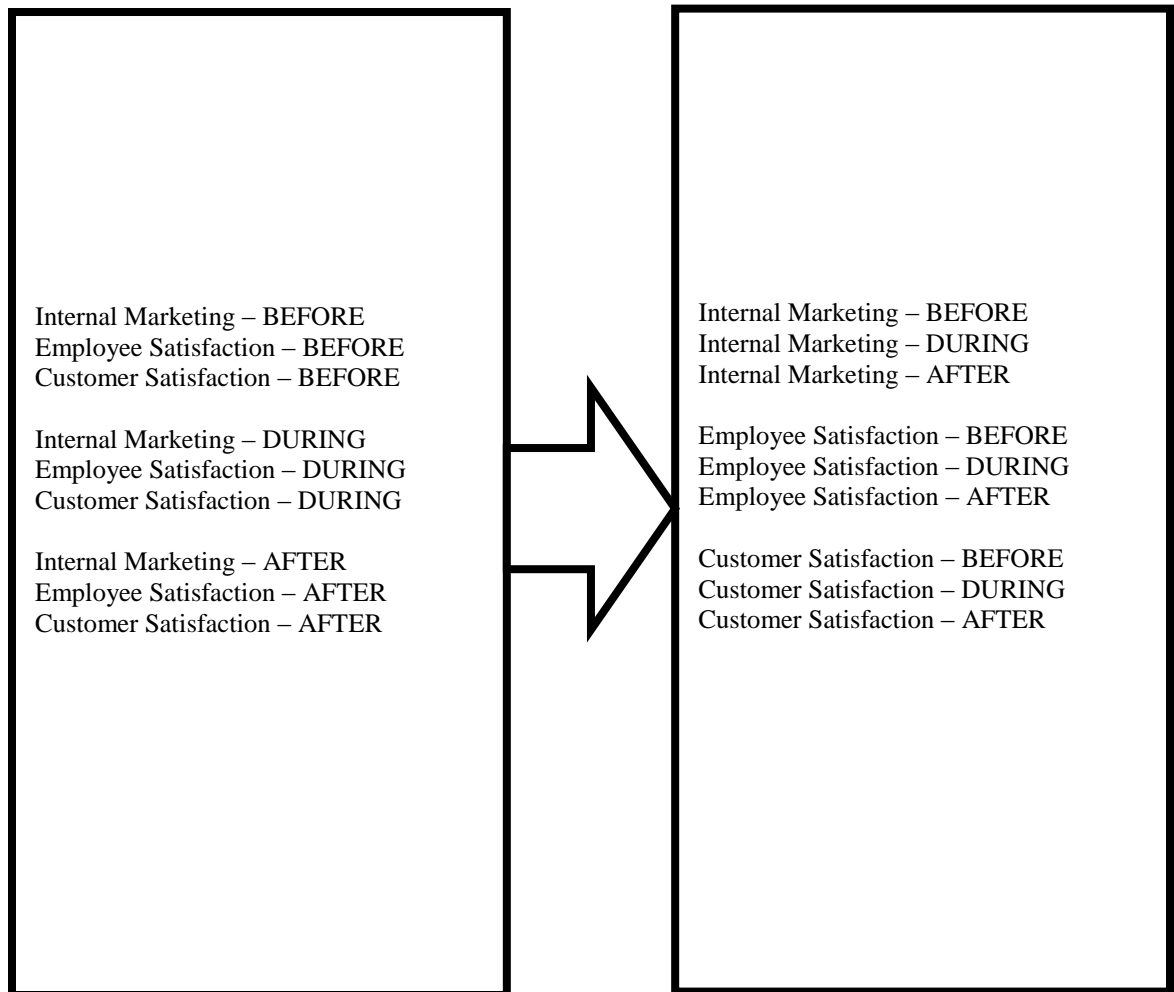 Internal Marketing – BEFORE
Employee Satisfaction – BEFORE
Customer Satisfaction – BEFORE
Internal Marketing – DURING
Employee Satisfaction – DURING
Customer Satisfaction – DURING
Internal Marketing – AFTER
Employee Satisfaction – AFTER
Customer Satisfaction – AFTER
Internal Marketing – BEFORE
Internal Marketing – DURING
Internal Marketing – AFTER
Employee Satisfaction – BEFORE
Employee Satisfaction – DURING
Employee Satisfaction – AFTER
Customer Satisfaction – BEFORE
Customer Satisfaction – DURING
Customer Satisfaction – AFTER